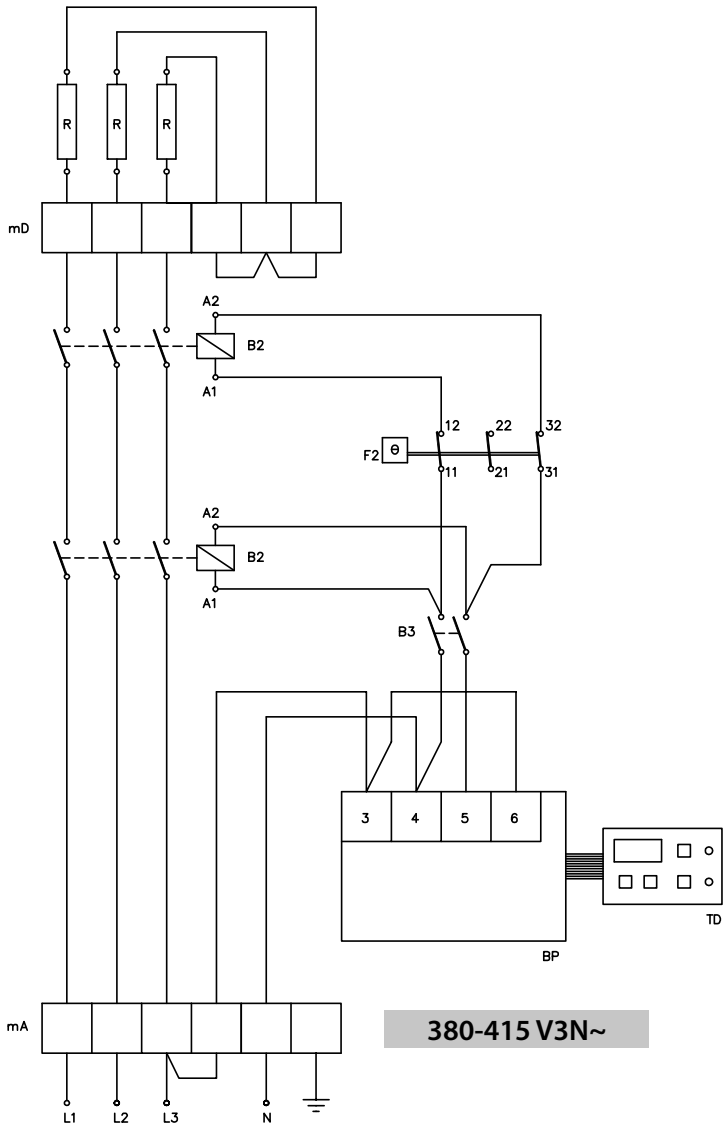 R R R
mD
A2
B2
A1
12 22 32
F2 θ
11 21 31
A2
B2
A1
B3
3 4 5 6
TD
BP
mA
380-415 V3N~
L1 L2 L3 N